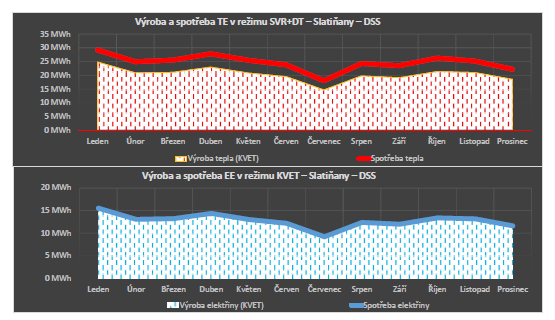 Výroba a spotřeba TE v režimu SVR+DT – Slatiňany – DSS
35 MWh
30 MWh
25 MWh
20 MWh
15 MWh
10 MWh
5 MWh
0 MWh
Leden Únor Březen Duben Květen Červen Červenec Srpen Září Říjen Listopad Prosinec
Výroba tepla (KVET) Spotřeba tepla
Výroba a spotřeba EE v režimu KVET – Slatiňany – DSS
20 MWh
15 MWh
10 MWh
5 MWh
0 MWh
Leden Únor Březen Duben Květen Červen Červenec Srpen Září Říjen Listopad Prosinec
Výroba elektřiny (KVET) Spotřeba elektřiny